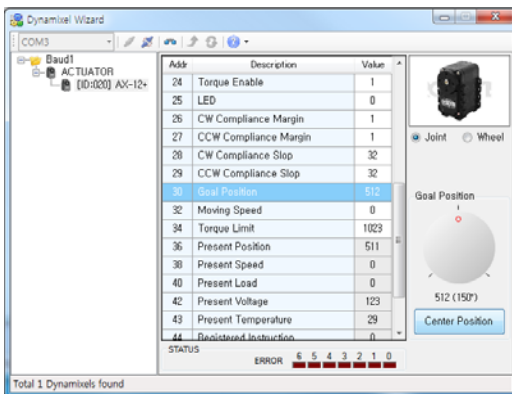 Dynamixel Wizard
COM3
Baud1
ACTUATOR
[ID:020] AX-12+
Addr Description Value
24 Torque Enable 1
25 LED 0
26 CW Compliance Margin 1
27 CCW Compliance Margin 1
28 CW Compliance Slop 32
29 CCW Compliance Slop 32
30 Goal Position 512
32 Moving Speed 0
34 Torque Limit 1023
36 Present Position 511
38 Present Speed 0
40 Present Load 0
42 Present Voltage 123
43 Present Temperature 29
44 Registered Instruction 0
STATUS
ERROR 6 5 4 3 2 1 0
Joint Wheel
Goal Position
512 (150°)
Center Position
Total 1 Dynamixels found